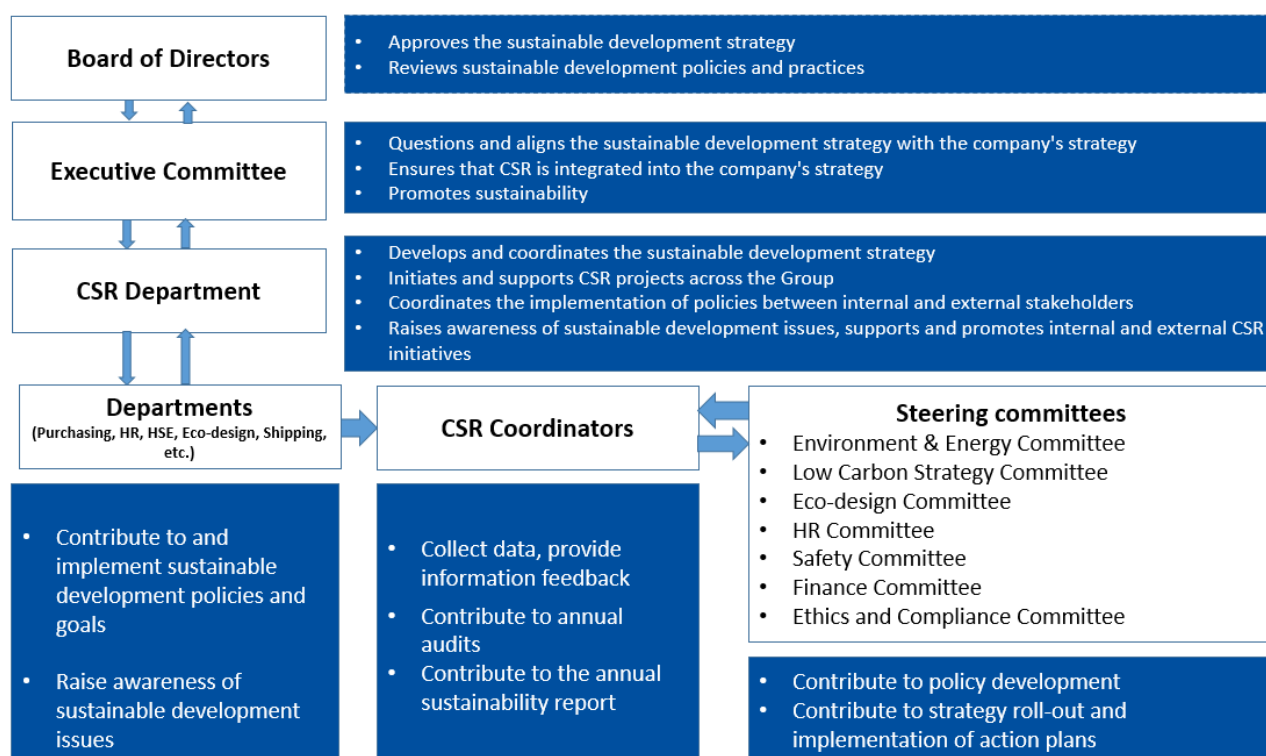 Board of Directors
• Approves the sustainable development strategy
• Reviews sustainable development policies and practices
Executive Committee
• Questions and aligns the sustainable development strategy with the company's strategy
• Ensures that CSR is integrated into the company's strategy
• Promotes sustainability
CSR Department
• Develops and coordinates the sustainable development strategy
• Initiates and supports CSR projects across the Group
• Coordinates the implementation of policies between internal and external stakeholders
• Raises awareness of sustainable development issues, supports and promotes internal and external CSR
initiatives
Departments
(Purchasing, HR, HSE, Eco-design, Shipping,
etc.)
• Contribute to and
implement sustainable
development policies and
goals
• Raise awareness of
sustainable development
issues
CSR Coordinators
• Collect data, provide
information feedback
• Contribute to annual
audits
• Contribute to the annual
sustainability report
Steering committees
• Environment & Energy Committee
• Low Carbon Strategy Committee
• Eco-design Committee
• HR Committee
• Safety Committee
• Finance Committee
• Ethics and Compliance Committee
• Contribute to policy development
• Contribute to strategy roll-out and
implementation of action plans